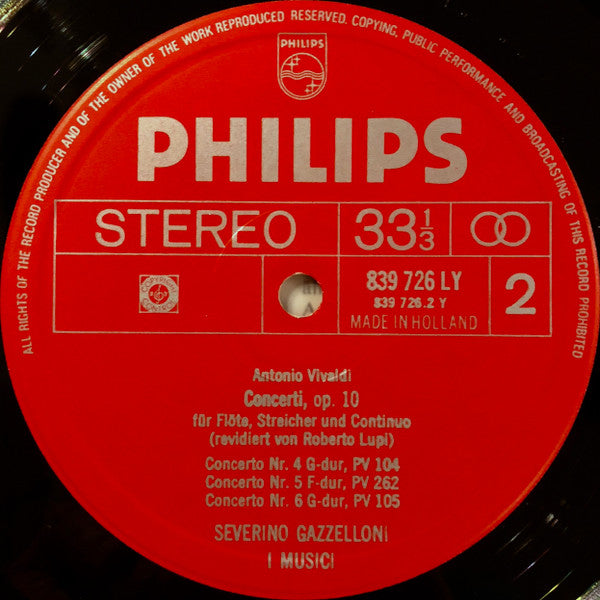 ALL RIGHTS OF THE RECORD PRODUCER AND OF THE OWNER OF THE WORK REPRODUCED RESERVED. COPYING, PUBLIC PERFORMANCE AND BROADCASTING OF THIS RECORD PROHIBITED
PHILIPS
PHILIPS
STEREO 33 1/3
839 726 LY
839 726.2 Y
MADE IN HOLLAND
2
Antonio Vivaldi
Concerti, op. 10
für Flöte, Streicher und Continuo
(revidiert von Roberto Lupi)
Concerto Nr. 4 G-dur, PV 104
Concerto Nr. 5 F-dur, PV 262
Concerto Nr. 6 G-dur, PV 105
SEVERINO GAZZELLONI
I MUSICI